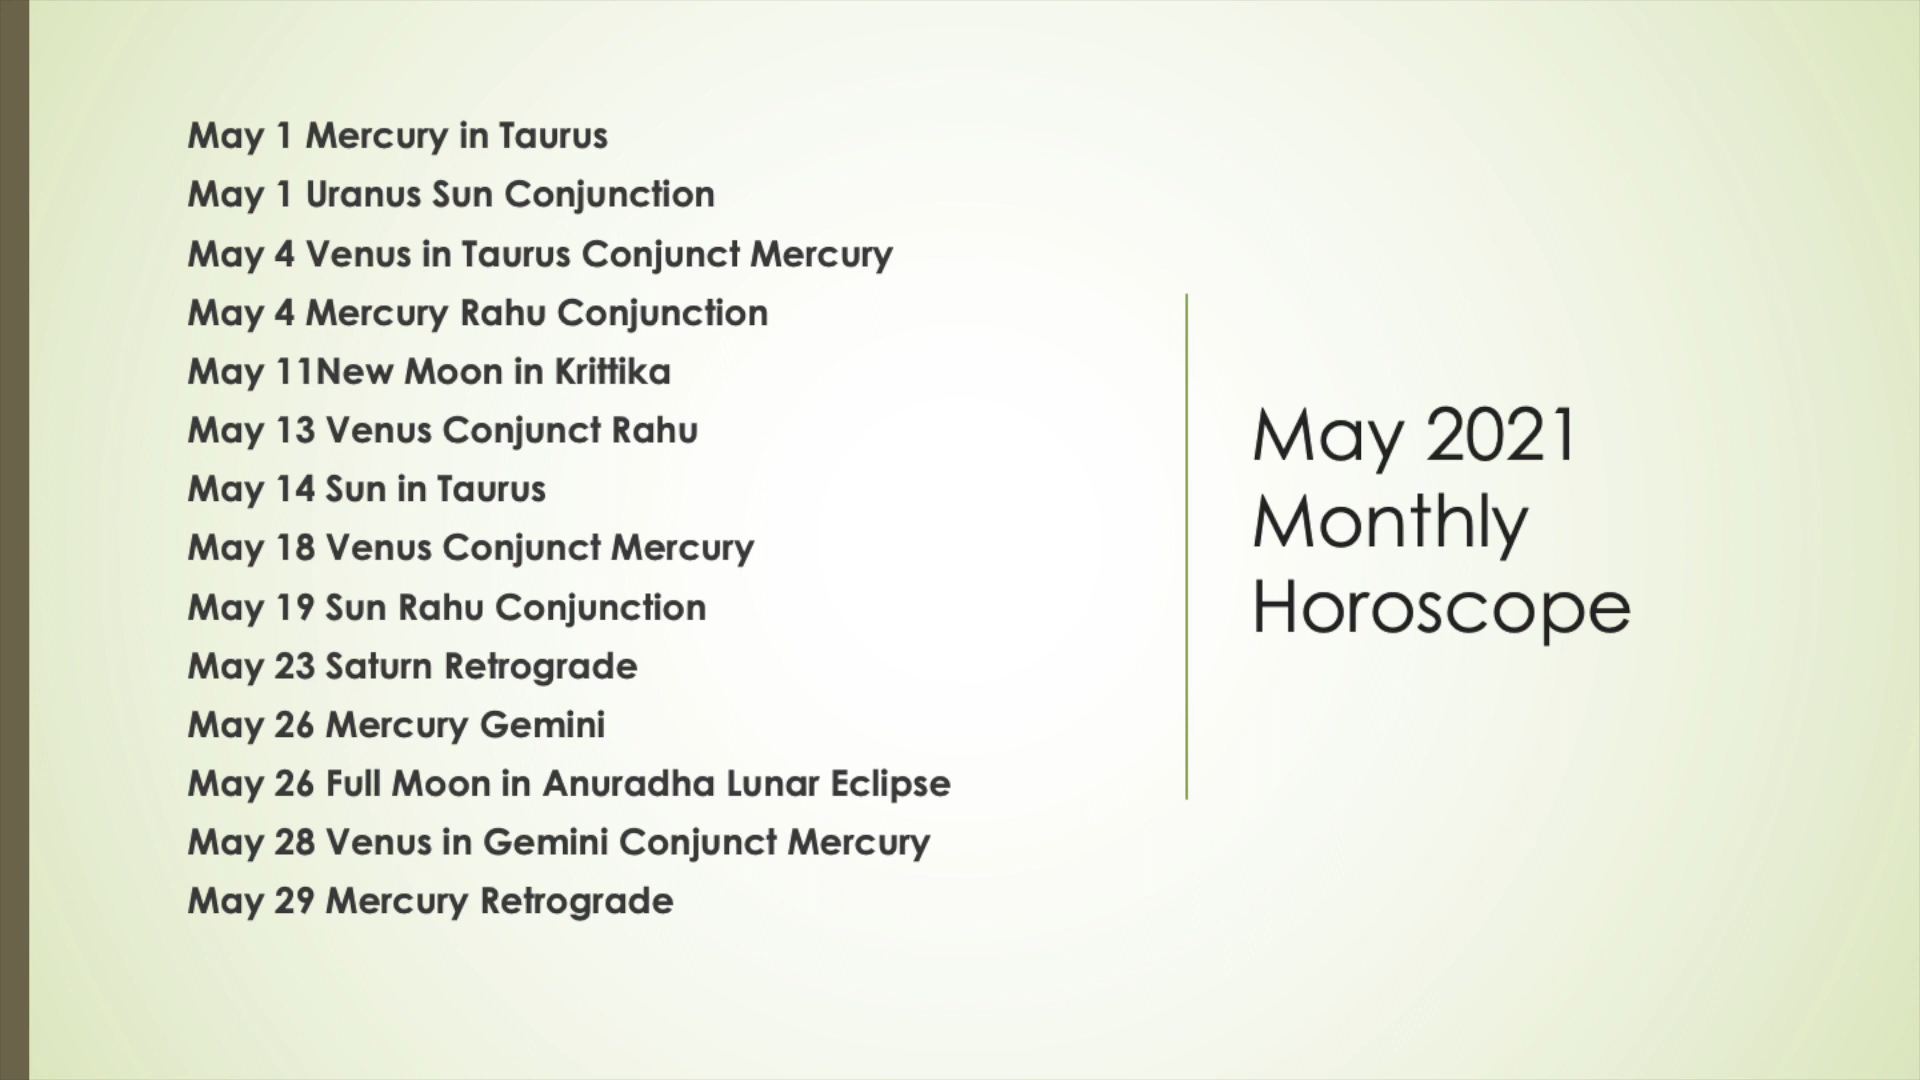 May 1 Mercury in Taurus
May 1 Uranus Sun Conjunction
May 4 Venus in Taurus Conjunct Mercury
May 4 Mercury Rahu Conjunction
May 11New Moon in Krittika
May 13 Venus Conjunct Rahu
May 14 Sun in Taurus
May 18 Venus Conjunct Mercury
May 19 Sun Rahu Conjunction
May 23 Saturn Retrograde
May 26 Mercury Gemini
May 26 Full Moon in Anuradha Lunar Eclipse
May 28 Venus in Gemini Conjunct Mercury
May 29 Mercury Retrograde
May 2021
Monthly
Horoscope